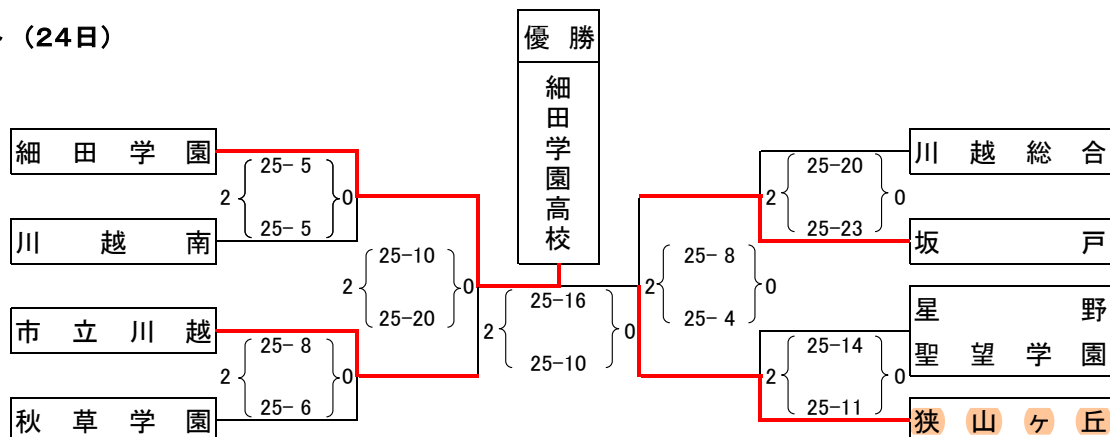 （24日）
優勝
細田学園高校
細田学園
25- 5
2 0
25- 5
川越南
25-10
2 0
25-20
市立川越
25- 8
2 0
25- 6
秋草学園
25-16
2 0
25-10
川越総合
25-20
2 0
25-23
坂戸
25- 8
2 0
25- 4
星野
聖望学園
25-14
2 0
25-11
狭山ヶ丘